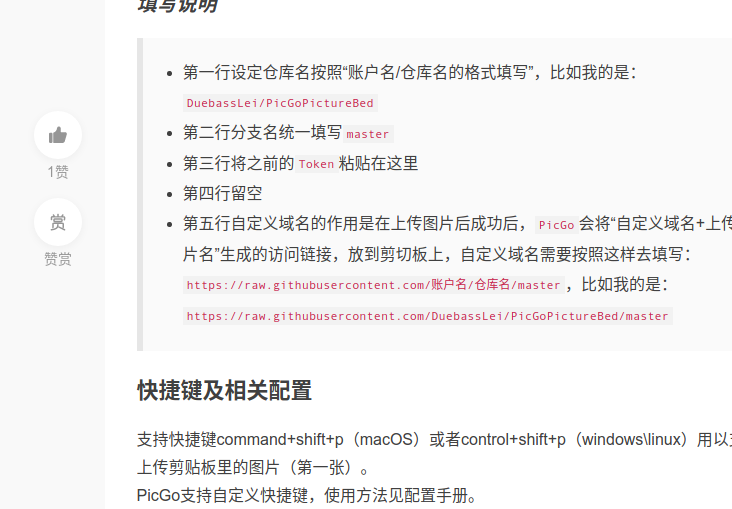 填写说明
第一行设定仓库名按照“账户名/仓库名的格式填写”，比如我的是：
DuebassLei/PicGoPictureBed
第二行分支名统一填写 master
第三行将之前的 Token 粘贴在这里
1赞
第四行留空
赏
第五行自定义域名的作用是在上传图片后成功后， PicGo 会将“自定义域名+上传
赞赏
片名”生成的访问链接，放到剪切板上，自定义域名需要按照这样去填写：
https://raw.githubusercontent.com/账户名/仓库名/master ，比如我的是：
https://raw.githubusercontent.com/DuebassLei/PicGoPictureBed/master
快捷键及相关配置
支持快捷键command+shift+p（macOS）或者control+shift+p（windows\linux）用以
上传剪贴板里的图片（第一张）。
PicGo支持自定义快捷键，使用方法见配置手册。